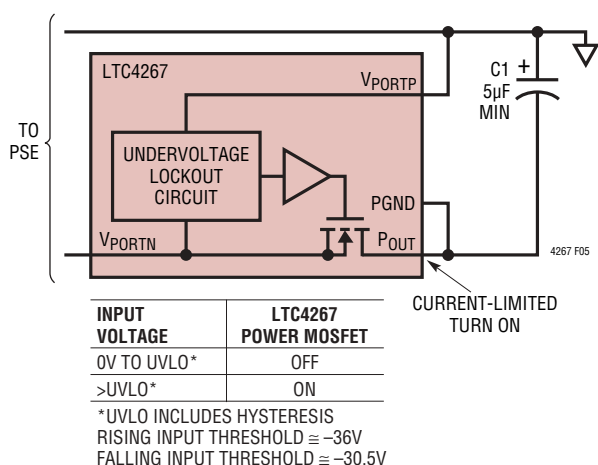 LTC4267
VPORTP
C1 +
5µF
MIN
TO
PSE
UNDERVOLTAGE
LOCKOUT
CIRCUIT
PGND
VPORTN
POUT
4267 F05
CURRENT-LIMITED
TURN ON
INPUT VOLTAGE LTC4267 POWER MOSFET
0V TO UVLO* OFF
>UVLO* ON
*UVLO INCLUDES HYSTERESIS
RISING INPUT THRESHOLD ≅ –36V
FALLING INPUT THRESHOLD ≅ –30.5V